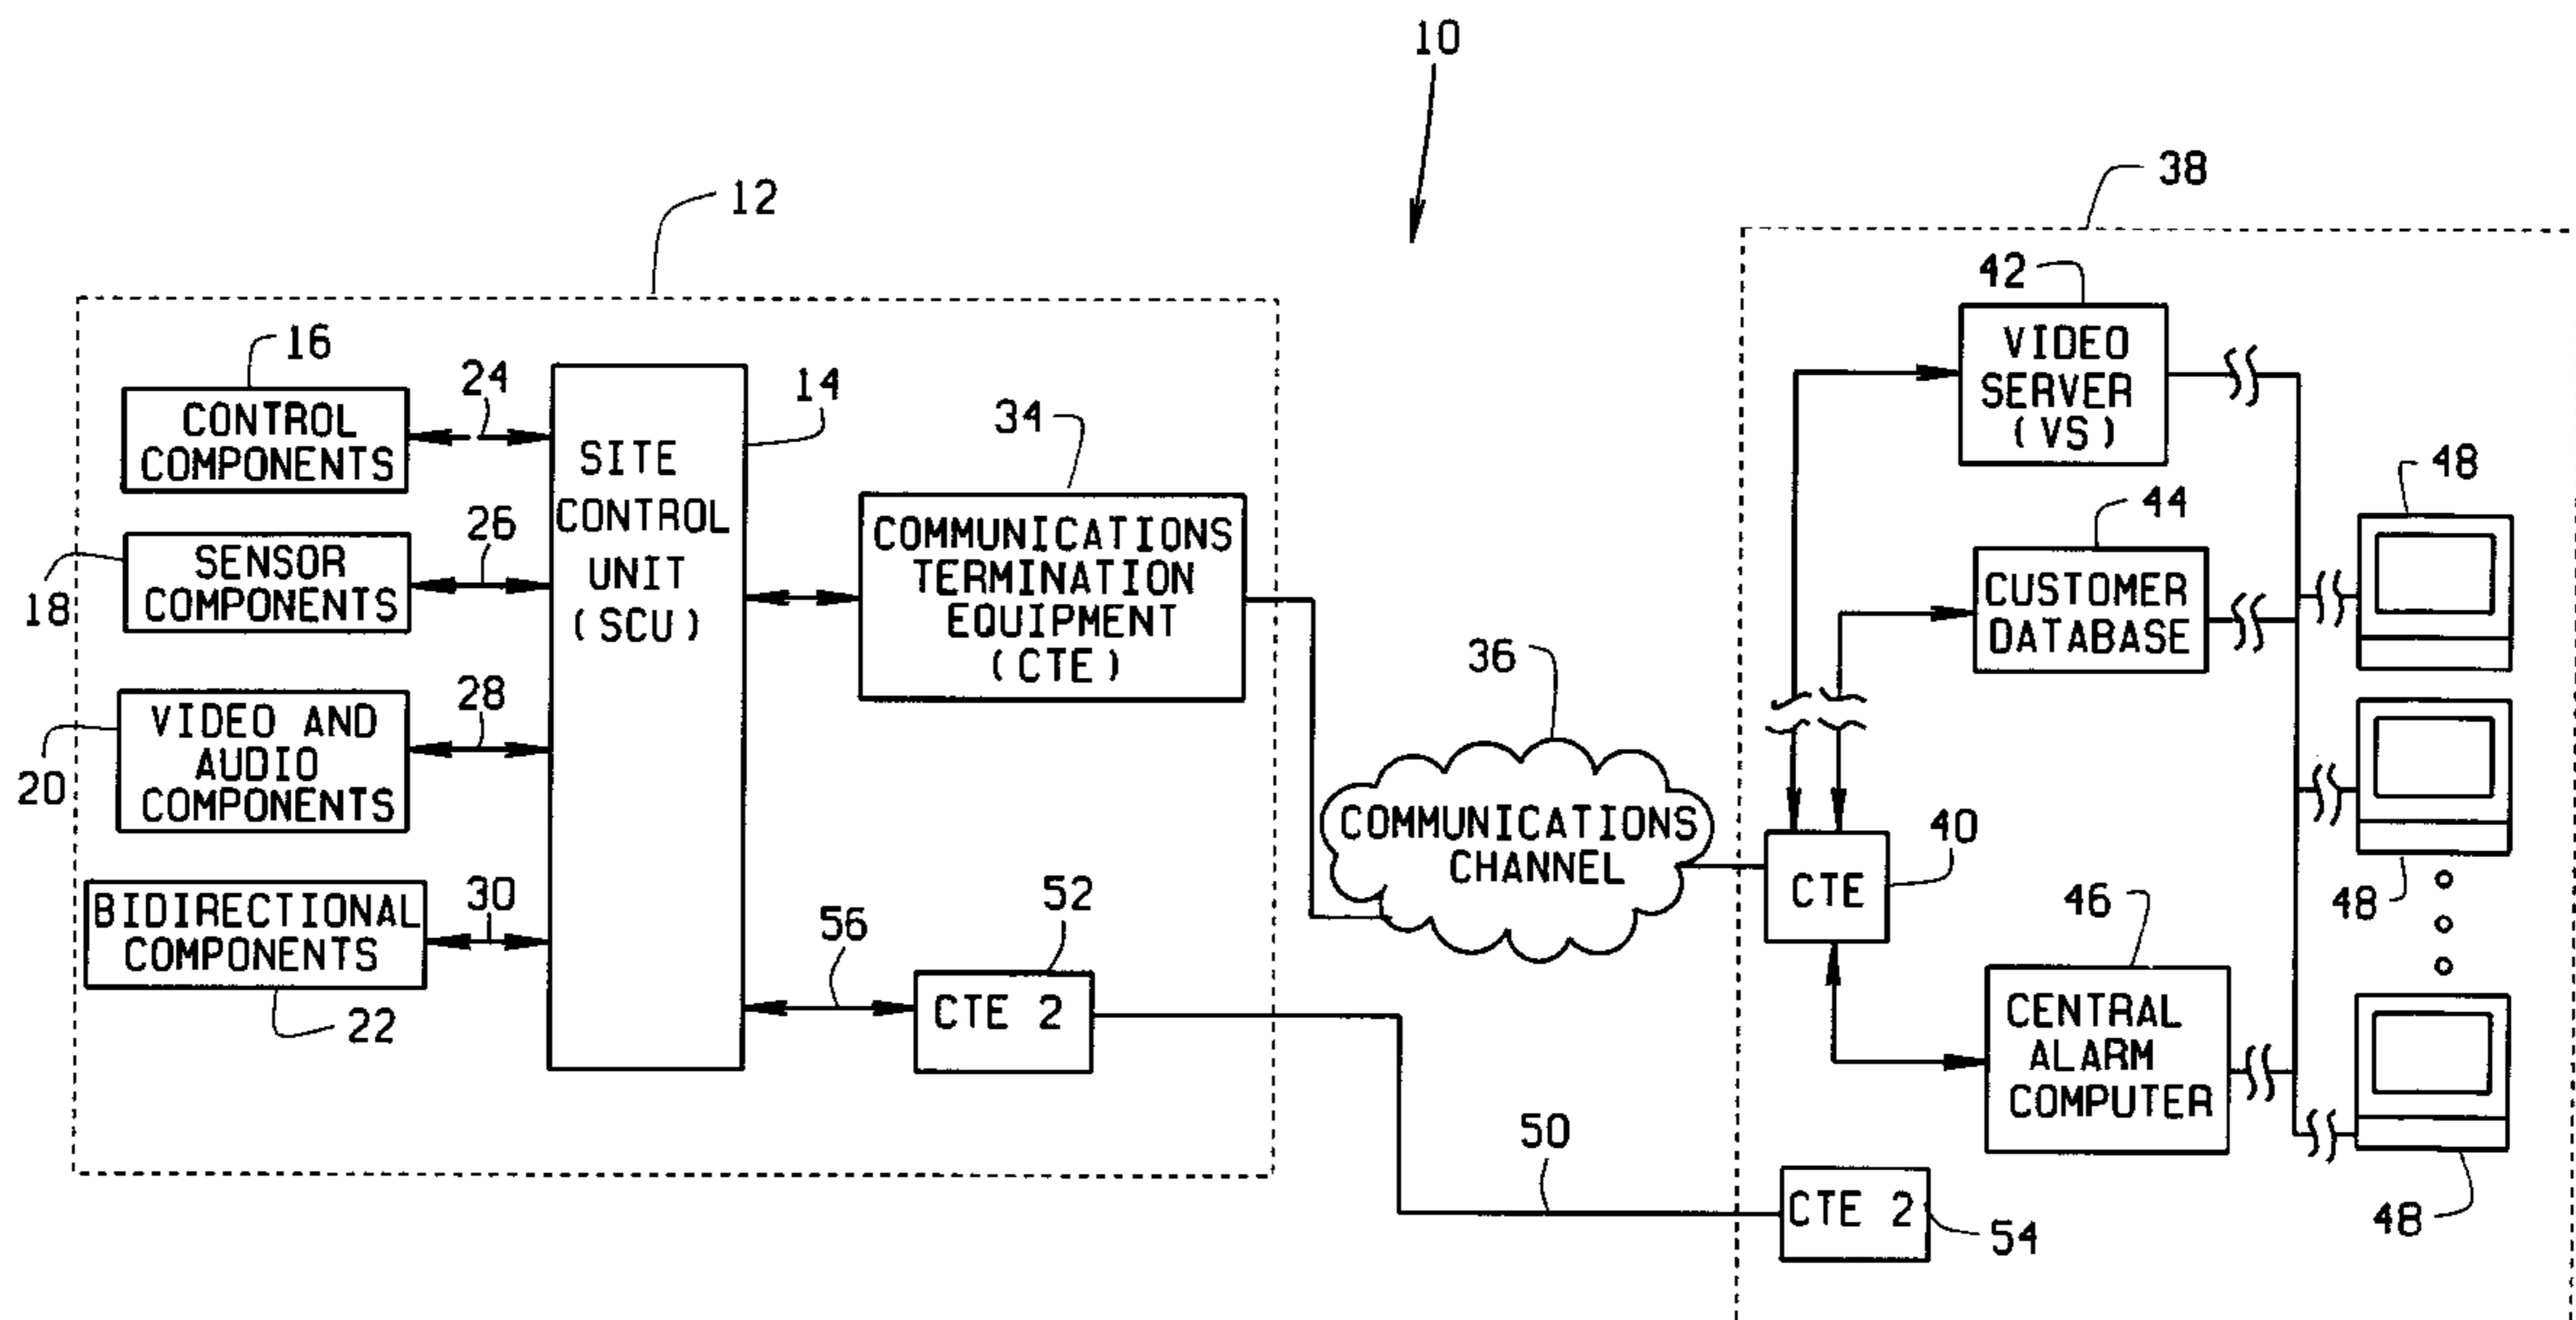 10
12
38
16
CONTROL
COMPONENTS
24
18
SENSOR
COMPONENTS
26
20
VIDEO AND
AUDIO
COMPONENTS
28
BIDIRECTIONAL
COMPONENTS
30
22
14
SITE
CONTROL
UNIT
(SCU)
34
COMMUNICATIONS
TERMINATION
EQUIPMENT
(CTE)
56
52
CTE 2
36
COMMUNICATIONS
CHANNEL
50
42
VIDEO
SERVER
(VS)
44
CUSTOMER
DATABASE
40
CTE
46
CENTRAL
ALARM
COMPUTER
CTE 2
54
48
48
48